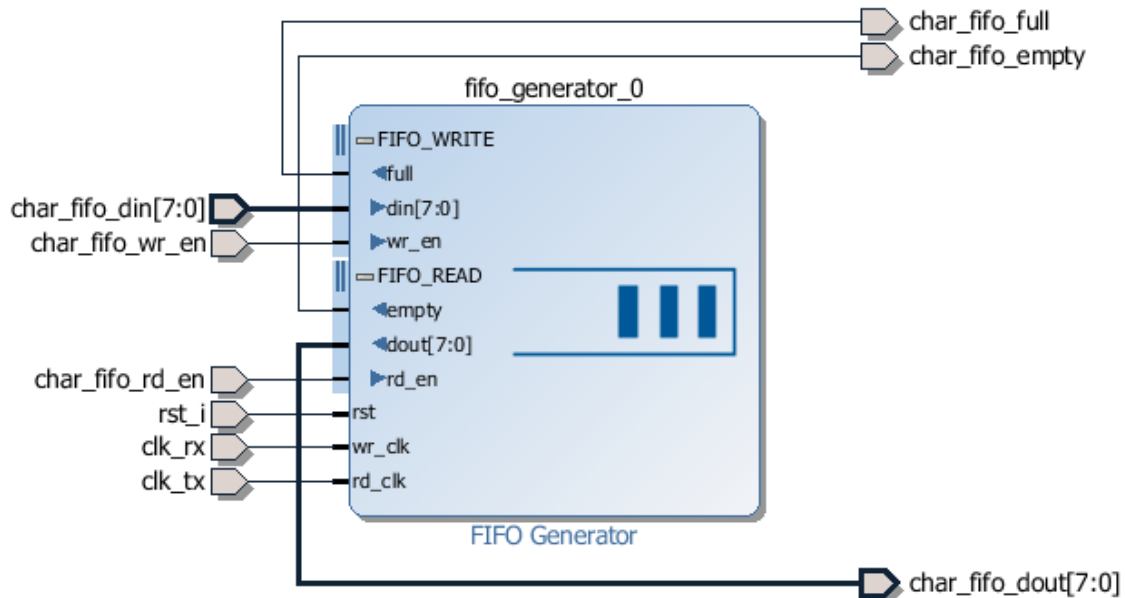 char_fifo_full
char_fifo_empty
fifo_generator_0
FIFO_WRITE
full
char_fifo_din[7:0]
din[7:0]
char_fifo_wr_en
wr_en
FIFO_READ
empty
dout[7:0]
char_fifo_rd_en
rd_en
rst_i
rst
clk_rx
wr_clk
clk_tx
rd_clk
FIFO Generator
char_fifo_dout[7:0]